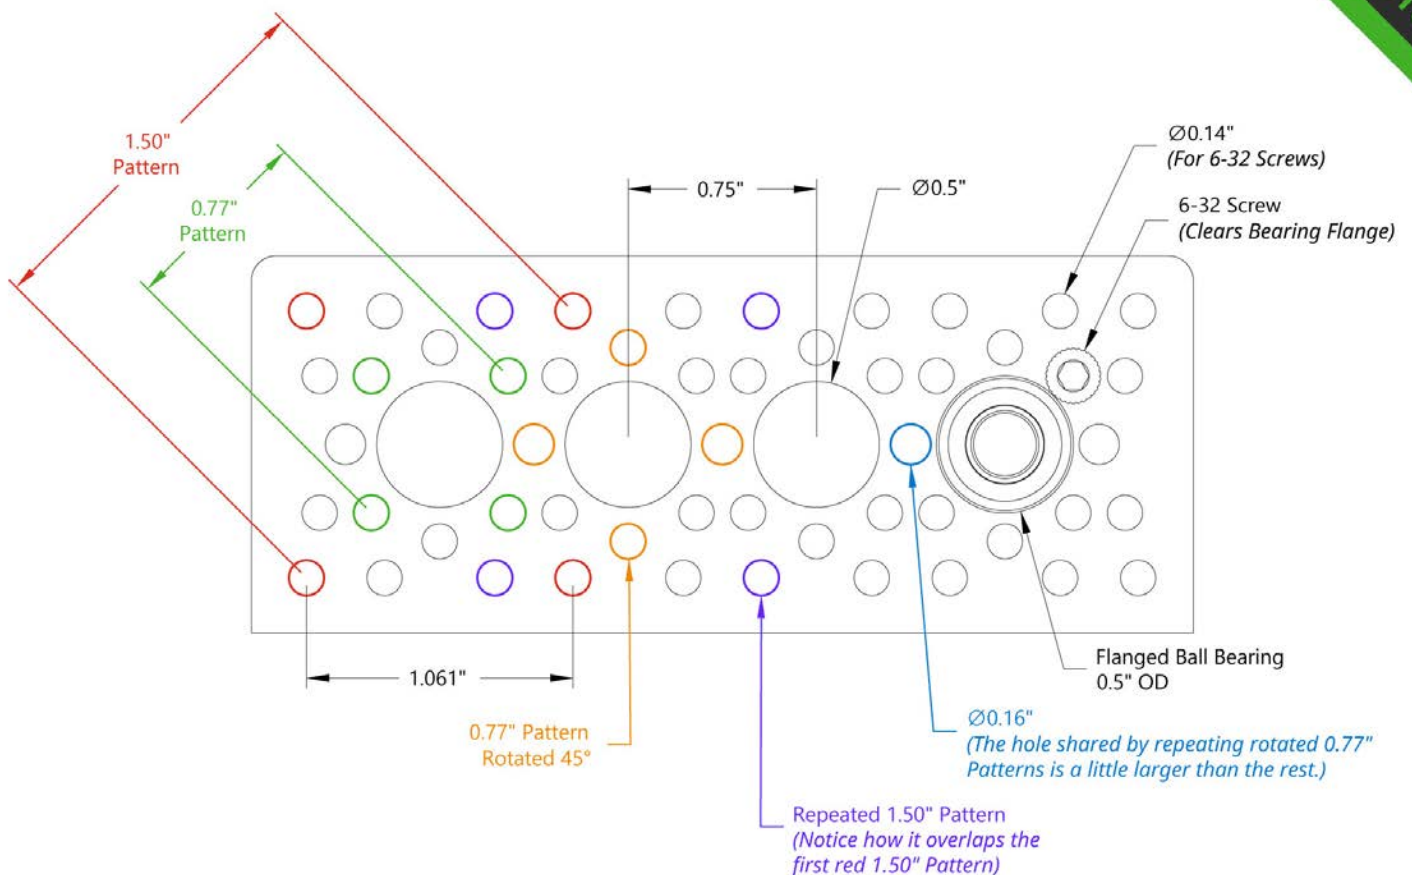 1.50"
Pattern
0.77"
Pattern
0.75"
Ø0.5"
Ø0.14"
(For 6-32 Screws)
6-32 Screw
(Clears Bearing Flange)
1.061"
0.77" Pattern
Rotated 45°
Flanged Ball Bearing
0.5" OD
Ø0.16"
(The hole shared by repeating rotated 0.77"
Patterns is a little larger than the rest.)
Repeated 1.50" Pattern
(Notice how it overlaps the
first red 1.50" Pattern)